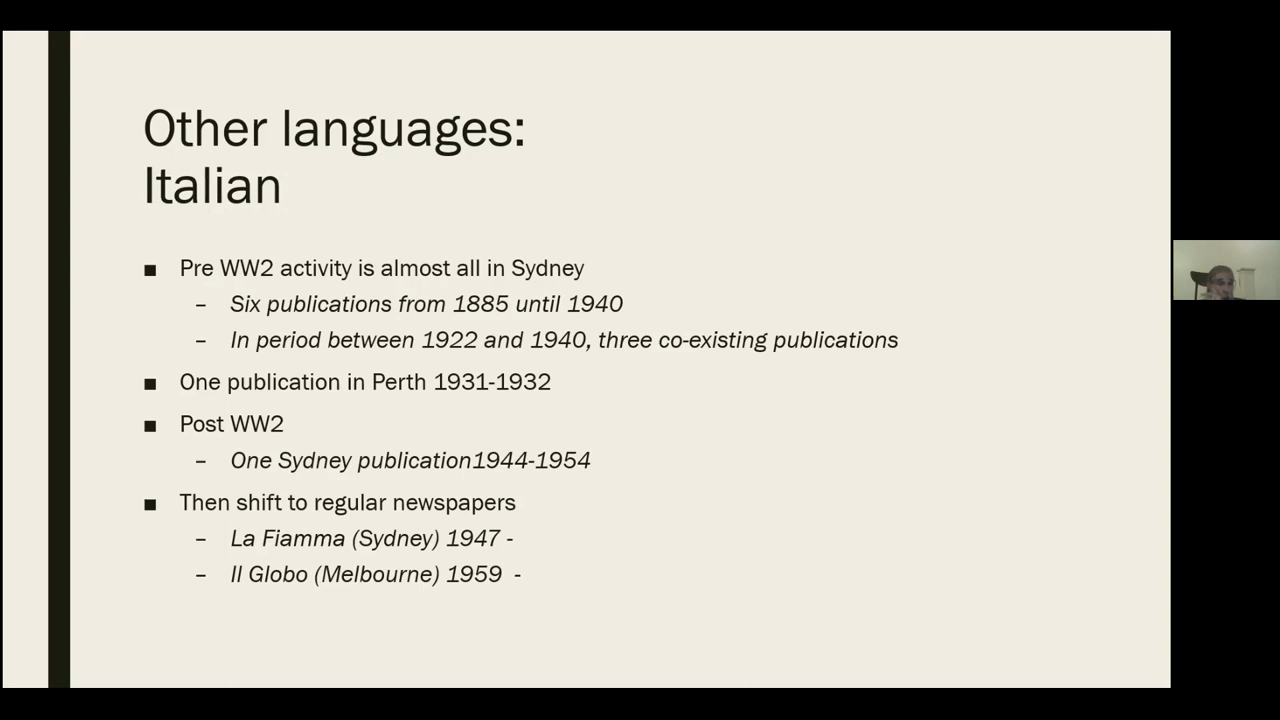 Other languages:
Italian
■ Pre WW2 activity is almost all in Sydney
– Six publications from 1885 until 1940
– In period between 1922 and 1940, three co-existing publications
■ One publication in Perth 1931-1932
■ Post WW2
– One Sydney publication1944-1954
■ Then shift to regular newspapers
– La Fiamma (Sydney) 1947 -
– Il Globo (Melbourne) 1959  -